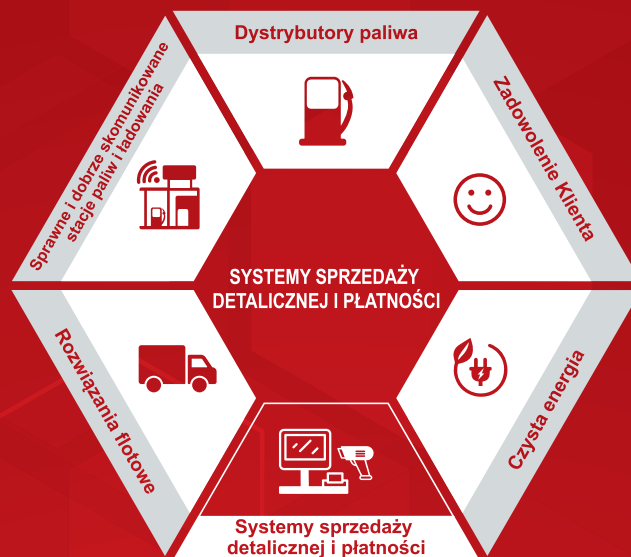 Dystrybutory paliwa
Sprawne i dobrze skomunikowane
stacje paliw i ładowania
Zadowolenie Klienta
SYSTEMY SPRZEDAŻY
DETALICZNEJ I PŁATNOŚCI
Rozwiązania flotowe
Czysta energia
Systemy sprzedaży
detalicznej i płatności